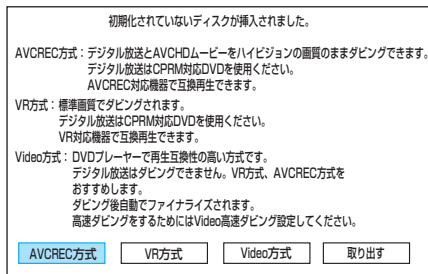 初期化されていないディスクが挿入されました。
AVCREC方式：デジタル放送とAVCHDムービーをハイビジョンの画質のままダビングできます。
デジタル放送はCPRM対応DVDを使用ください。
AVCREC対応機器で互換再生できます。
VR方式：標準画質でダビングされます。
デジタル放送はCPRM対応DVDを使用ください。
VR対応機器で互換再生できます。
Video方式：DVDプレーヤーで再生互換性の高い方式です。
デジタル放送はダビングできません。VR方式、AVCREC方式を
おすすめします。
ダビング後自動でファイナライズされます。
高速ダビングをするためにはVideo高速ダビング設定してください。
AVCREC方式 VR方式 Video方式 取り出す